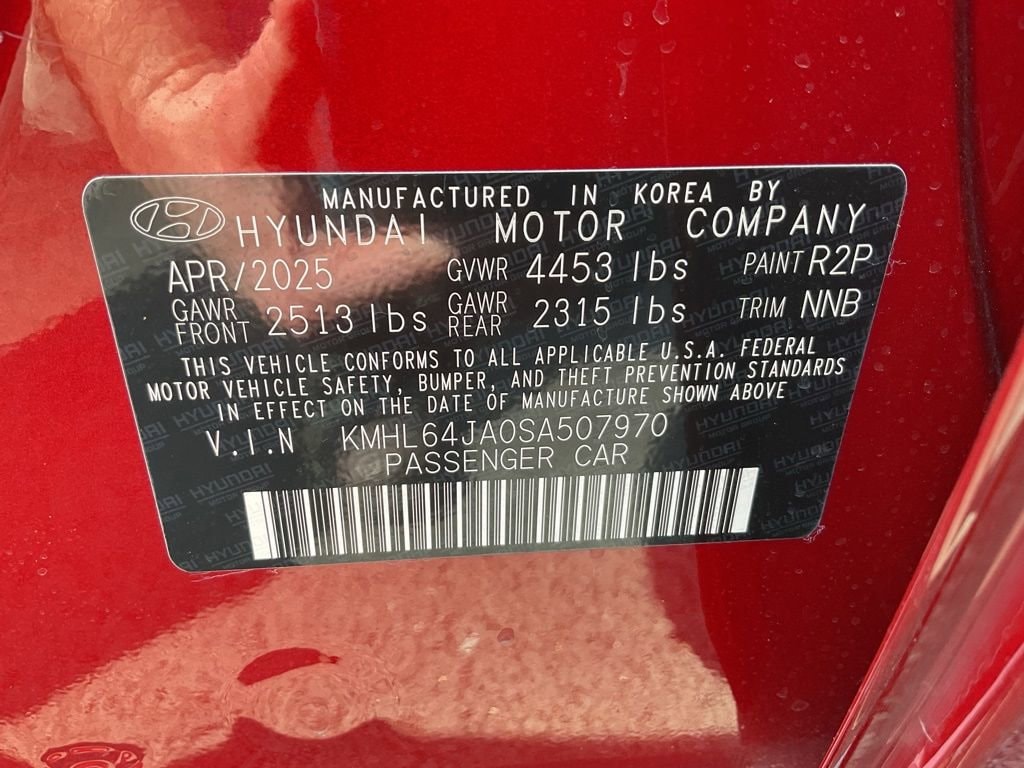 MANUFACTURED IN KOREA BY
HYUNDAI MOTOR COMPANY
APR/2025 GVWR 4453 lbs PAINT R2P
GAWR FRONT 2513 lbs GAWR REAR 2315 lbs TRIM NNB
THIS VEHICLE CONFORMS TO ALL APPLICABLE U.S.A. FEDERAL
MOTOR VEHICLE SAFETY, BUMPER, AND THEFT PREVENTION STANDARDS
IN EFFECT ON THE DATE OF MANUFACTURE SHOWN ABOVE
V.I.N KMHL64JA0SA507970
PASSENGER CAR